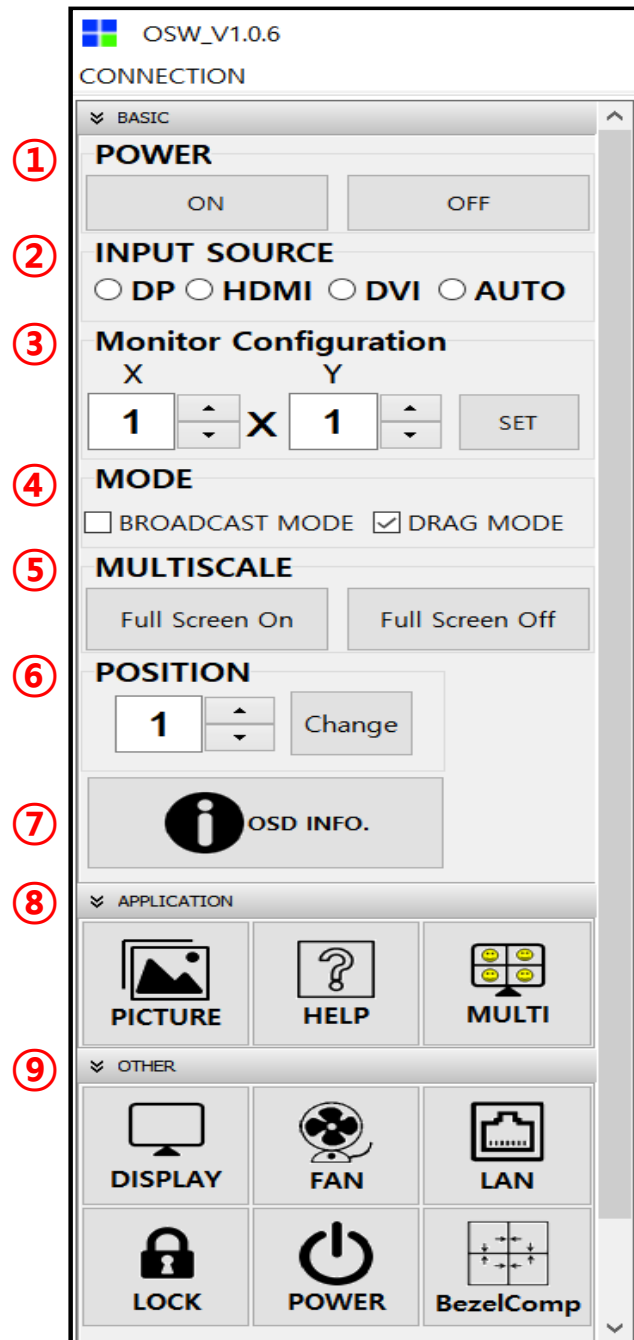 OSW_V1.0.6
CONNECTION
BASIC
① POWER
ON OFF
② INPUT SOURCE
DP HDMI DVI AUTO
③ Monitor Configuration
X Y
1 X 1 SET
④ MODE
BROADCAST MODE DRAG MODE
⑤ MULTISCALE
Full Screen On Full Screen Off
⑥ POSITION
1 Change
⑦ OSD INFO.
⑧ APPLICATION
PICTURE HELP MULTI
⑨ OTHER
DISPLAY FAN LAN
LOCK POWER BezelComp